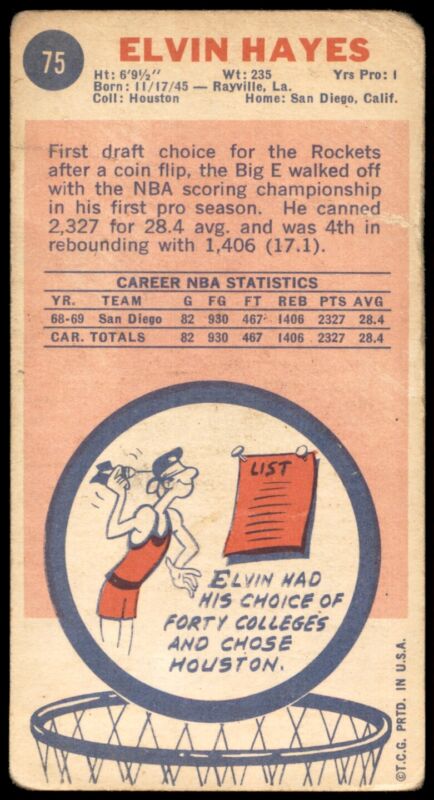 75
ELVIN HAYES
Ht: 6'9½" Wt: 235 Yrs Pro: 1
Born: 11/17/45 — Rayville, La.
Coll: Houston Home: San Diego, Calif.
First draft choice for the Rockets
after a coin flip, the Big E walked off
with the NBA scoring championship
in his first pro season. He canned
2,327 for 28.4 avg. and was 4th in
rebounding with 1,406 (17.1).
CAREER NBA STATISTICS
YR. TEAM G FG FT REB PTS AVG
68-69 San Diego 82 930 467 1406 2327 28.4
CAR. TOTALS 82 930 467 1406 2327 28.4
LIST
ELVIN HAD
HIS CHOICE OF
FORTY COLLEGES
AND CHOSE
HOUSTON.
©T.C.G. PRTD. IN U.S.A.